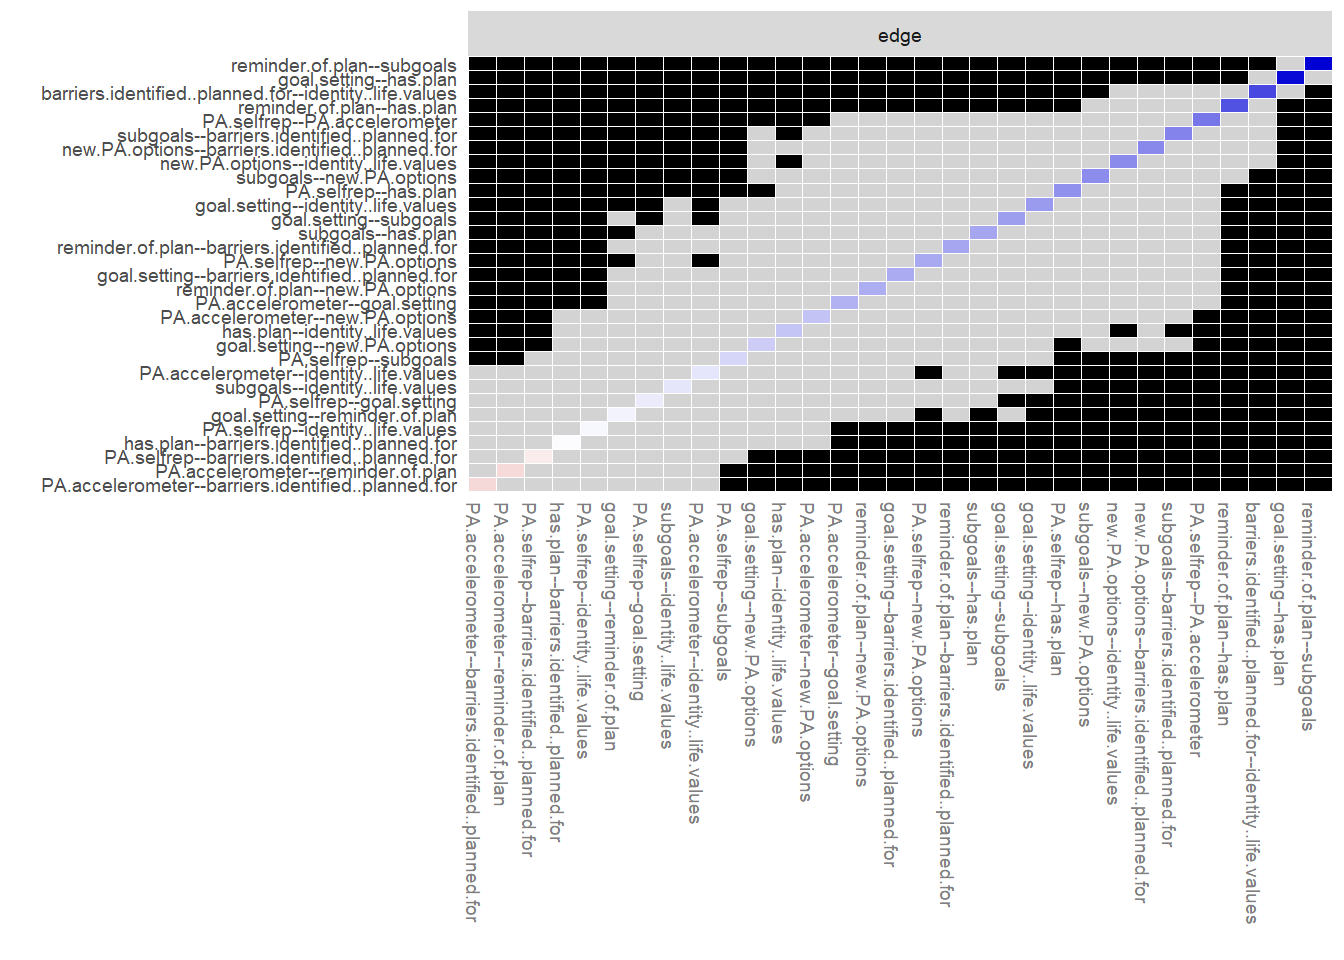 edge
reminder.of.plan--subgoals
goal.setting--has.plan
barriers.identified..planned.for--identity..life.values
reminder.of.plan--has.plan
PA.selfrep--PA.accelerometer
subgoals--barriers.identified..planned.for
new.PA.options--barriers.identified..planned.for
new.PA.options--identity..life.values
subgoals--new.PA.options
PA.selfrep--has.plan
goal.setting--identity..life.values
goal.setting--subgoals
subgoals--has.plan
reminder.of.plan--barriers.identified..planned.for
PA.selfrep--new.PA.options
goal.setting--barriers.identified..planned.for
reminder.of.plan--new.PA.options
PA.accelerometer--goal.setting
PA.accelerometer--new.PA.options
has.plan--identity..life.values
goal.setting--new.PA.options
PA.selfrep--subgoals
PA.accelerometer--identity..life.values
subgoals--identity..life.values
PA.selfrep--goal.setting
goal.setting--reminder.of.plan
PA.selfrep--identity..life.values
has.plan--barriers.identified..planned.for
PA.selfrep--barriers.identified..planned.for
PA.accelerometer--reminder.of.plan
PA.accelerometer--barriers.identified..planned.for
PA.accelerometer--barriers.identified..planned.for
PA.accelerometer--reminder.of.plan
PA.selfrep--barriers.identified..planned.for
has.plan--barriers.identified..planned.for
PA.selfrep--identity..life.values
goal.setting--reminder.of.plan
PA.selfrep--goal.setting
subgoals--identity..life.values
PA.accelerometer--identity..life.values
PA.selfrep--subgoals
goal.setting--new.PA.options
has.plan--identity..life.values
PA.accelerometer--new.PA.options
PA.accelerometer--goal.setting
reminder.of.plan--new.PA.options
goal.setting--barriers.identified..planned.for
PA.selfrep--new.PA.options
reminder.of.plan--barriers.identified..planned.for
subgoals--has.plan
goal.setting--subgoals
goal.setting--identity..life.values
PA.selfrep--has.plan
subgoals--new.PA.options
new.PA.options--identity..life.values
new.PA.options--barriers.identified..planned.for
subgoals--barriers.identified..planned.for
PA.selfrep--PA.accelerometer
reminder.of.plan--has.plan
barriers.identified..planned.for--identity..life.values
goal.setting--has.plan
reminder.of.plan--subgoals